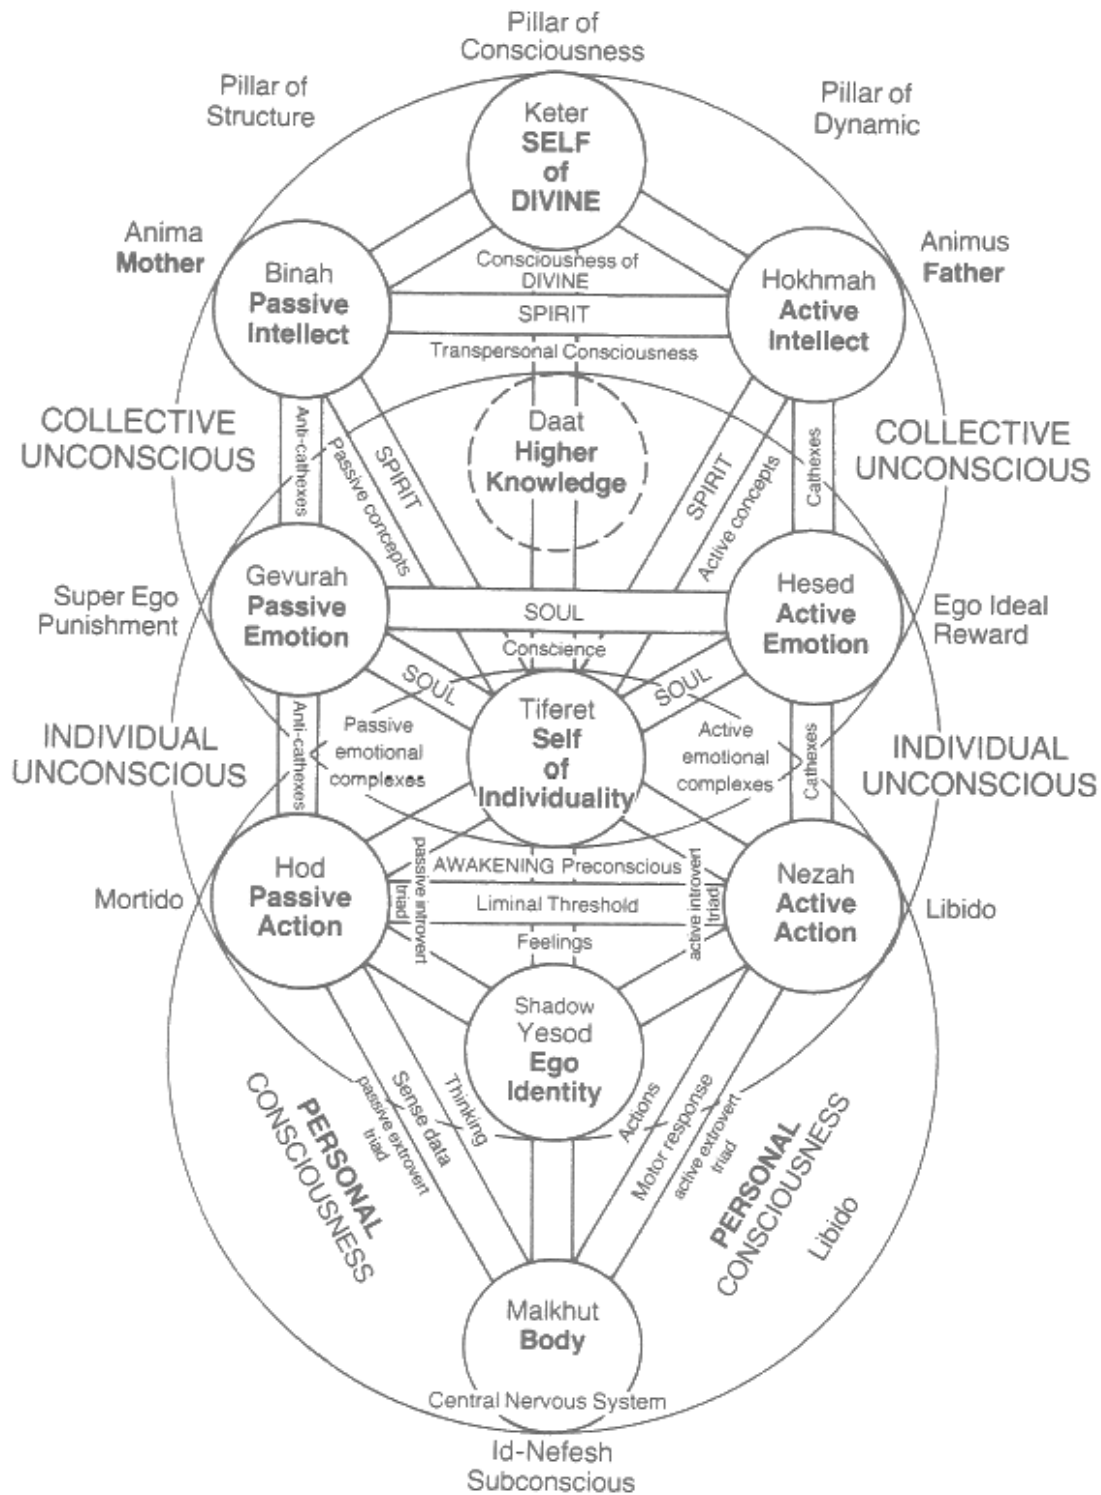 Pillar of
Consciousness
Pillar of
Structure
Pillar of
Dynamic
Keter
SELF
of
DIVINE
Anima
Mother
Animus
Father
Binah
Passive
Intellect
Consciousness of
DIVINE
SPIRIT
Transpersonal Consciousness
Hokhmah
Active
Intellect
COLLECTIVE
UNCONSCIOUS
Anti-cathexes
Passive concepts
SPIRIT
Daat
Higher
Knowledge
SPIRIT
Active concepts
Cathexes
COLLECTIVE
UNCONSCIOUS
Super Ego
Punishment
Gevurah
Passive
Emotion
SOUL
Conscience
Hesed
Active
Emotion
Ego Ideal
Reward
SOUL
SOUL
INDIVIDUAL
UNCONSCIOUS
Anti-cathexes
Passive
emotional
complexes
Tiferet
Self
of
Individuality
Active
emotional
complexes
Cathexes
INDIVIDUAL
UNCONSCIOUS
Mortido
Hod
Passive
Action
passive introvert
triad
AWAKENING Preconscious
Liminal Threshold
Feelings
active introvert
triad
Nezah
Active
Action
Libido
Shadow
Yesod
Ego
Identity
PERSONAL
CONSCIOUSNESS
passive extrovert
triad
Sense data
Thinking
Actions
Motor response
active extrovert
triad
PERSONAL
CONSCIOUSNESS
Libido
Malkhut
Body
Central Nervous System
Id-Nefesh
Subconscious